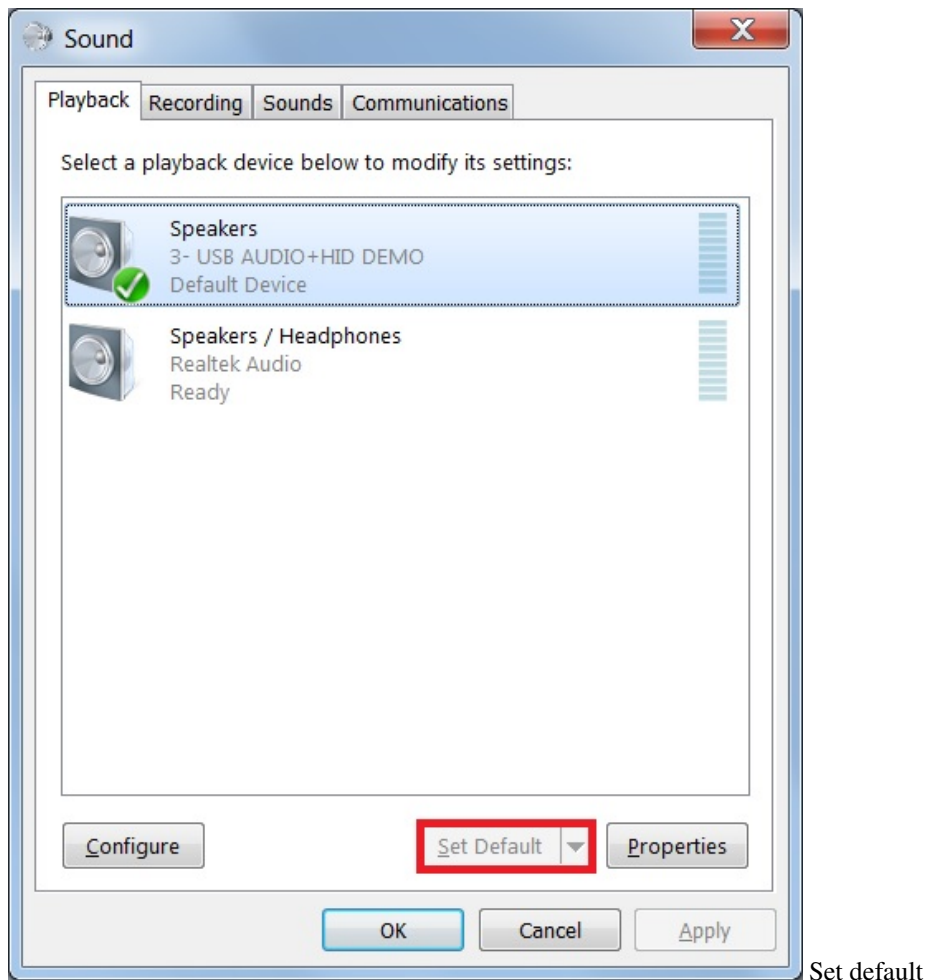 Sound
X
Playback Recording Sounds Communications
Select a playback device below to modify its settings:
Speakers
3- USB AUDIO+HID DEMO
Default Device
Speakers / Headphones
Realtek Audio
Ready
Configure Set Default Properties
OK Cancel Apply
Set default